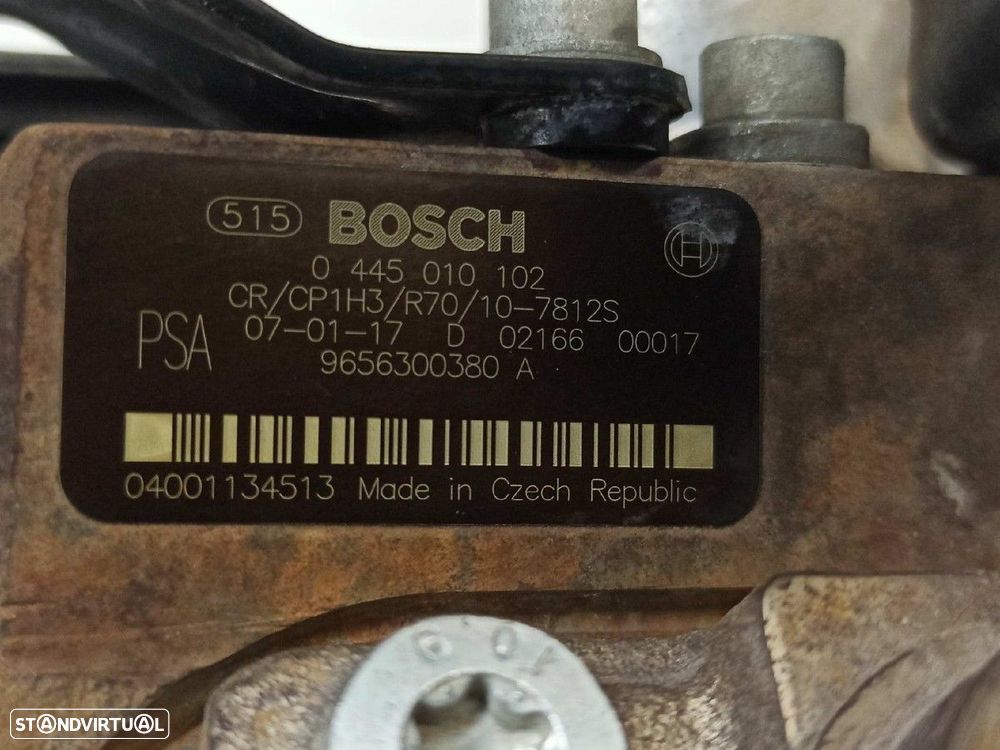 515 BOSCH
H
0 445 010 102
CR/CP1H3/R70/10-7812S
PSA
07-01-17 D 02166 00017
9656300380 A
04001134513 Made in Czech Republic
STANDVIRTUAL